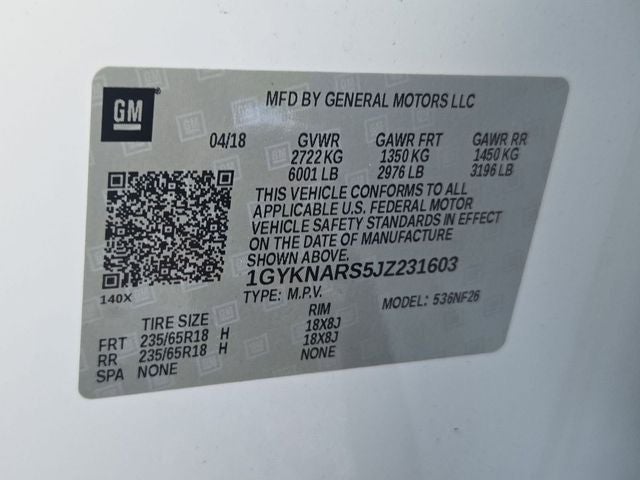 GM
MFD BY GENERAL MOTORS LLC
04/18 GVWR GAWR FRT GAWR RR
2722 KG 1350 KG 1450 KG
6001 LB 2976 LB 3196 LB
THIS VEHICLE CONFORMS TO ALL
APPLICABLE U.S. FEDERAL MOTOR
VEHICLE SAFETY STANDARDS IN EFFECT
ON THE DATE OF MANUFACTURE
SHOWN ABOVE.
1GYKNARS5JZ231603
140X
TYPE: M.P.V. MODEL: 536NF26
TIRE SIZE RIM
FRT 235/65R18 H 18X8J
RR 235/65R18 H 18X8J
SPA NONE NONE